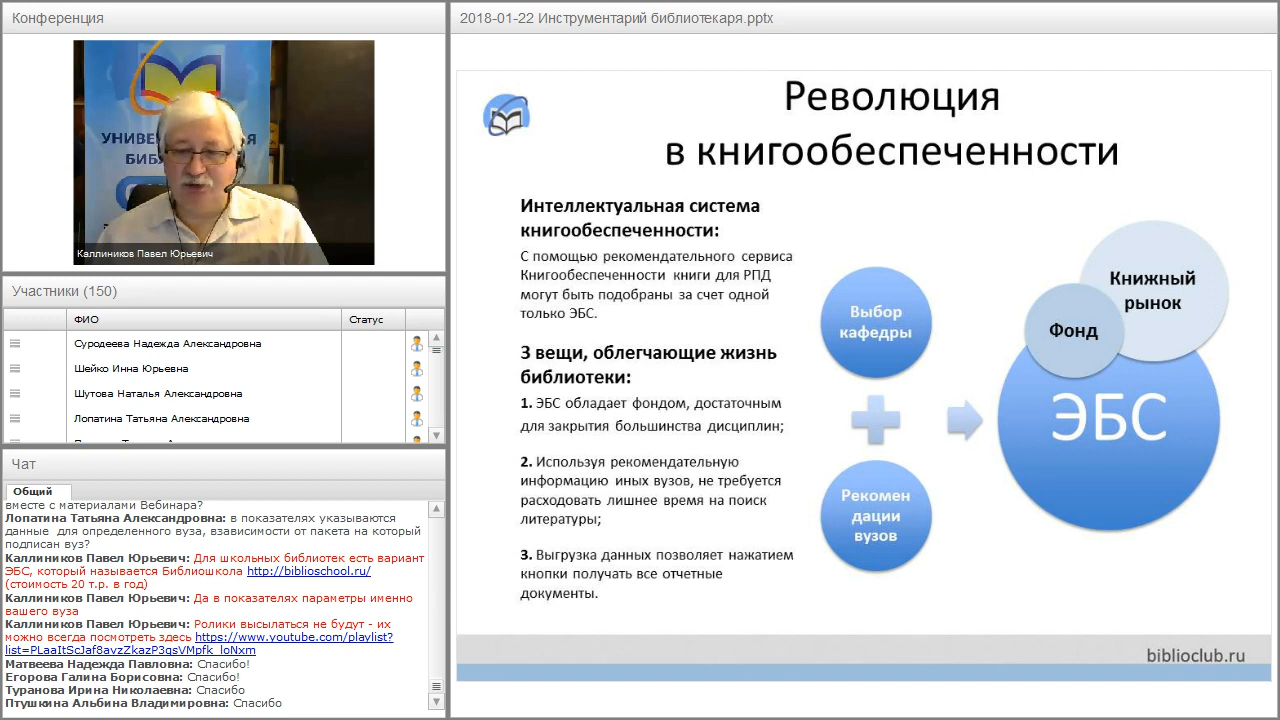 Конференция
УНИВЕ
АЯ
БИБЛ
Каллиников Павел Юрьевич
Участники (150)
ФИО
Статус
Суродеева Надежда Александровна
Шейко Инна Юрьевна
Шутова Наталья Александровна
Лопатина Татьяна Александровна
Чат
Общий
вместе с материалами Вебинара?
Лопатина Татьяна Александровна: в показателях указываются
данные для определенного вуза, взависимости от пакета на который
подписан вуз?
Каллиников Павел Юрьевич: Для школьных библиотек есть вариант
ЭБС, который называется Библиошкола http://biblioschool.ru/
(стоимость 20 т.р. в год)
Каллиников Павел Юрьевич: Да в показателях параметры именно
вашего вуза
Каллиников Павел Юрьевич: Ролики высылаться не будут - их
можно всегда посмотреть здесь https://www.youtube.com/playlist?
list=PLaaItScJaf8avzZkazP3gsVMpfk_loNxm
Матвеева Надежда Павловна: Спасибо!
Егорова Галина Борисовна: Спасибо!
Туранова Ирина Николаевна: Спасибо
Птушкина Альбина Владимировна: Спасибо
2018-01-22 Инструментарий библиотекаря.pptx
Революция
в книгообеспеченности
Интеллектуальная система
книгообеспеченности:
С помощью рекомендательного сервиса
Книгообеспеченности книги для РПД
могут быть подобраны за счет одной
только ЭБС.
3 вещи, облегчающие жизнь
библиотеки:
1. ЭБС обладает фондом, достаточным
для закрытия большинства дисциплин;
2. Используя рекомендательную
информацию иных вузов, не требуется
расходовать лишнее время на поиск
литературы;
3. Выгрузка данных позволяет нажатием
кнопки получать все отчетные
документы.
Выбор
кафедры
Рекомен
дации
вузов
Книжный
рынок
Фонд
ЭБС
biblioclub.ru